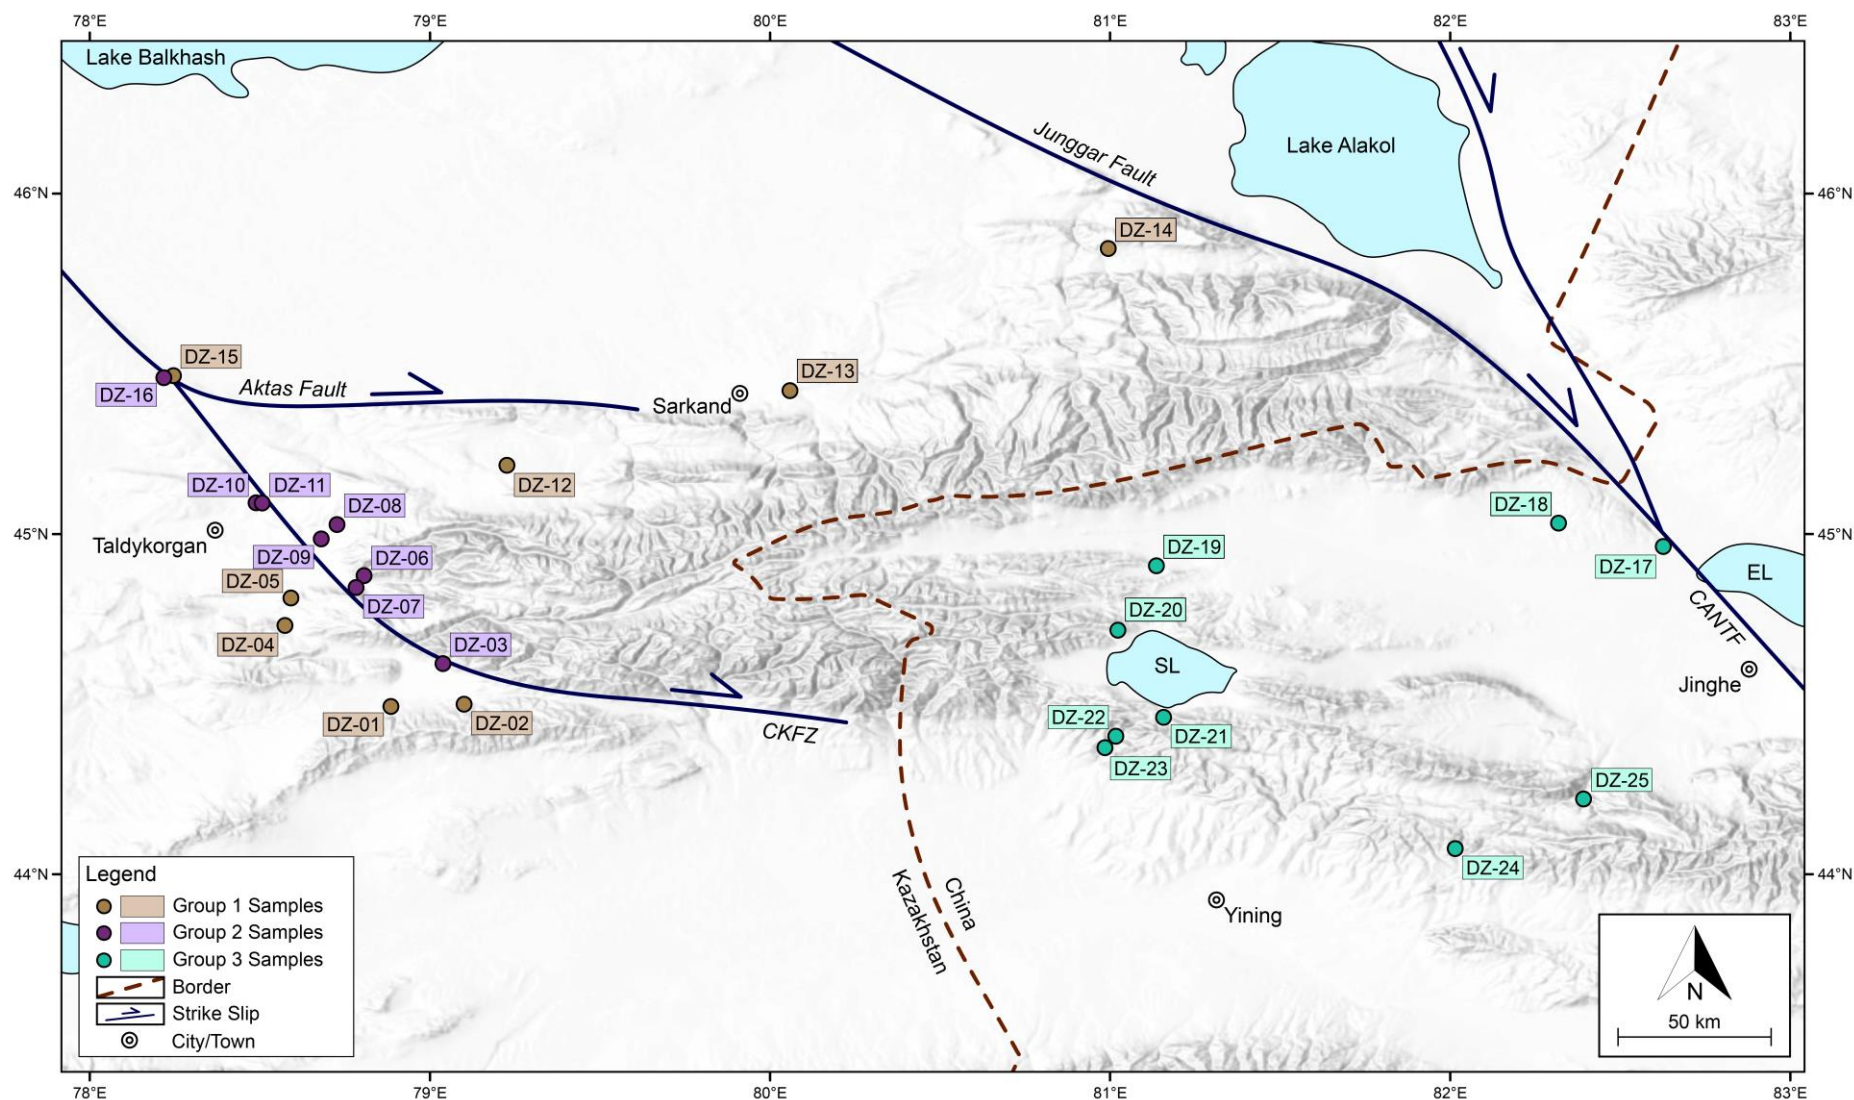 78°E
79°E
80°E
81°E
82°E
83°E
Lake Balkhash
Junggar Fault
Lake Alakol
46°N
46°N
DZ-14
DZ-15
DZ-16
Aktas Fault
DZ-13
Sarkand
DZ-10
DZ-11
DZ-12
DZ-08
DZ-18
45°N
45°N
Taldykorgan
DZ-09
DZ-06
DZ-19
DZ-17
EL
DZ-05
DZ-07
DZ-20
CANTF
DZ-04
DZ-03
SL
Jinghe
DZ-01
DZ-02
CKFZ
DZ-22
DZ-21
DZ-23
DZ-25
44°N
44°N
DZ-24
China
Kazakhstan
Yining
Legend
Group 1 Samples
Group 2 Samples
Group 3 Samples
Border
Strike Slip
City/Town
N
50 km
78°E
79°E
80°E
81°E
82°E
83°E